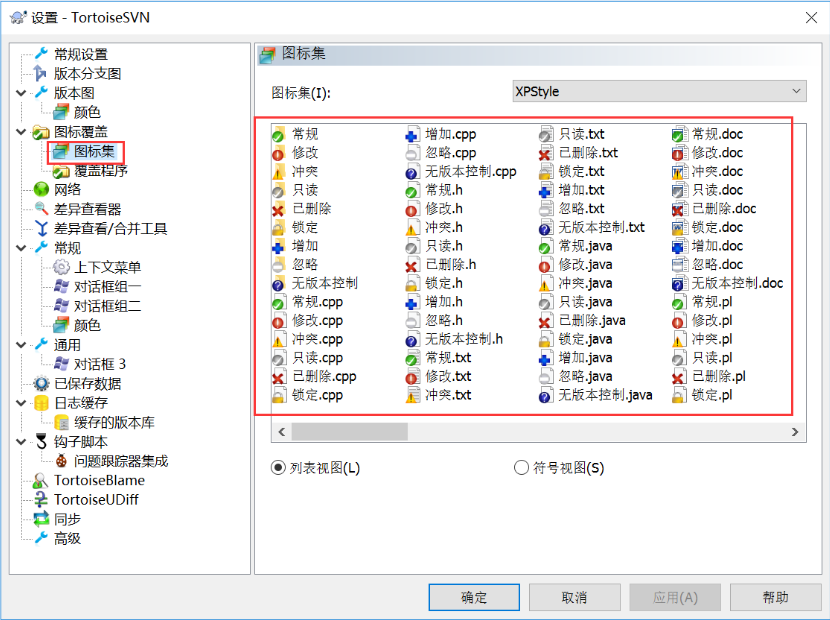 设置 - TortoiseSVN
常规设置
版本分支图
版本图
颜色
图标覆盖
图标集
覆盖程序
网络
差异查看器
差异查看/合并工具
常规
上下文菜单
对话框组一
对话框组二
颜色
通用
对话框 3
已保存数据
日志缓存
缓存的版本库
钩子脚本
问题跟踪器集成
TortoiseBlame
TortoiseUDiff
同步
高级
图标集
图标集(I):
XPStyle
常规
修改
冲突
只读
已删除
锁定
增加
忽略
无版本控制
常规.cpp
修改.cpp
冲突.cpp
只读.cpp
已删除.cpp
锁定.cpp
增加.cpp
忽略.cpp
无版本控制.cpp
常规.h
修改.h
冲突.h
只读.h
已删除.h
锁定.h
增加.h
忽略.h
无版本控制.h
常规.txt
修改.txt
冲突.txt
只读.txt
已删除.txt
锁定.txt
增加.txt
忽略.txt
无版本控制.txt
常规.java
修改.java
冲突.java
只读.java
已删除.java
锁定.java
增加.java
忽略.java
无版本控制.java
常规.doc
修改.doc
冲突.doc
只读.doc
已删除.doc
锁定.doc
增加.doc
忽略.doc
无版本控制.doc
常规.pl
修改.pl
冲突.pl
只读.pl
已删除.pl
锁定.pl
列表视图(L)
符号视图(S)
确定
取消
应用(A)
帮助